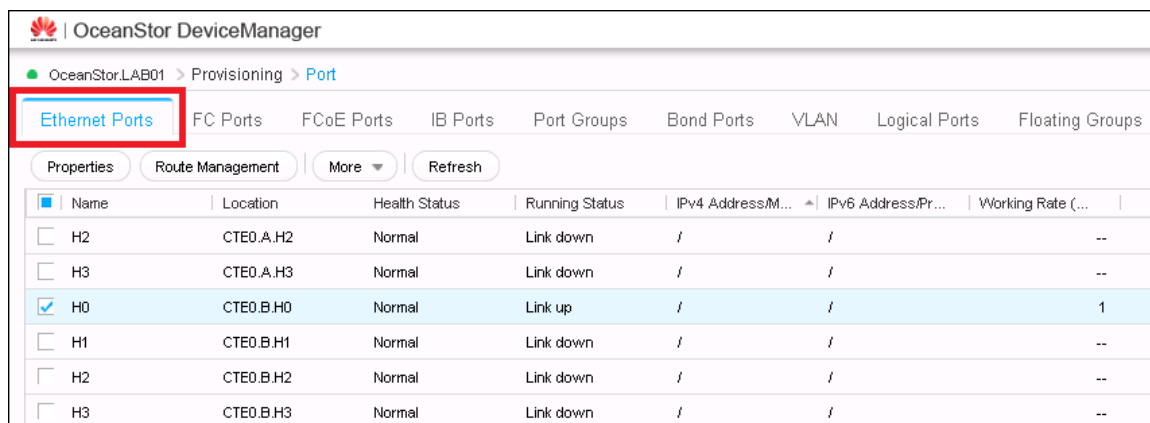 OceanStor DeviceManager
OceanStor.LAB01 > Provisioning > Port
Ethernet Ports FC Ports FCoE Ports IB Ports Port Groups Bond Ports VLAN Logical Ports Floating Groups
Properties Route Management More Refresh
Name Location Health Status Running Status IPv4 Address/M... IPv6 Address/Pr... Working Rate (...
H2 CTE0.A.H2 Normal Link down / / --
H3 CTE0.A.H3 Normal Link down / / --
H0 CTE0.B.H0 Normal Link up / / 1
H1 CTE0.B.H1 Normal Link down / / --
H2 CTE0.B.H2 Normal Link down / / --
H3 CTE0.B.H3 Normal Link down / / --